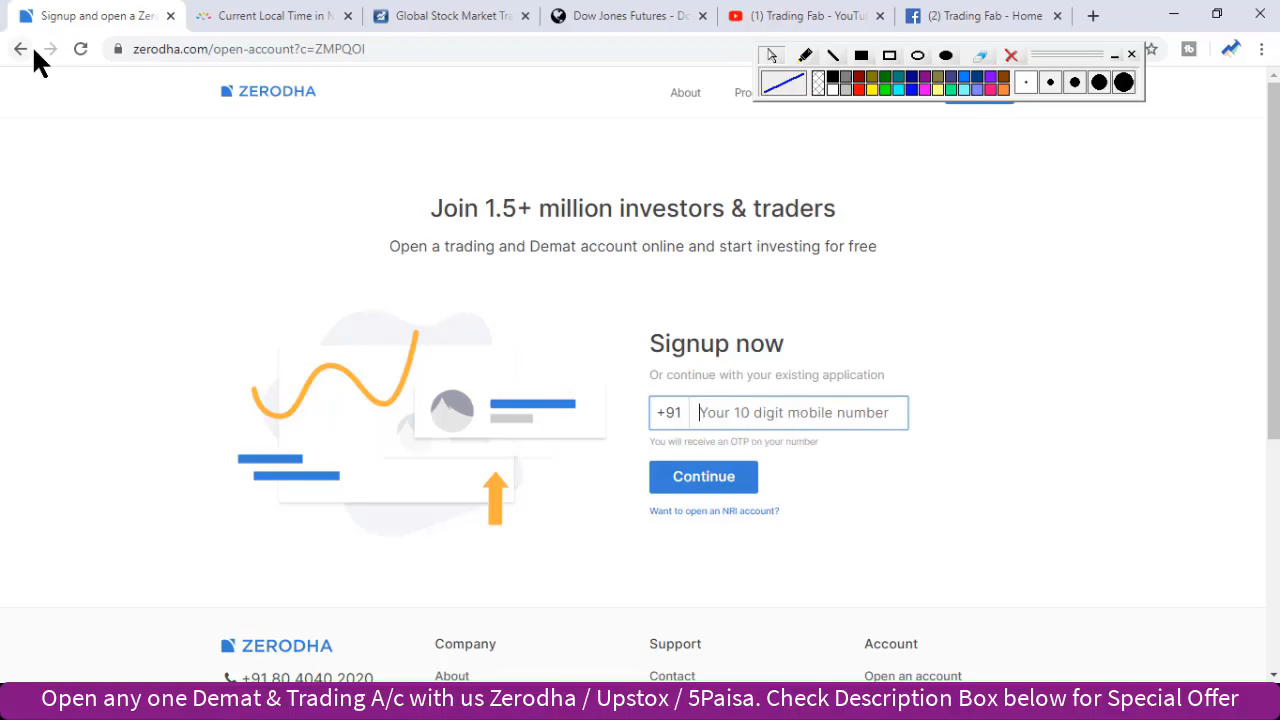 Signup and open a Zer
Current Local Time in N
Global Stock Market Tra
Dow Jones Futures - Do
(1) Trading Fab - YouTu
(2) Trading Fab - Home
zerodha.com/open-account?c=ZMPQOI
ZERODHA
About
Pro
Join 1.5+ million investors & traders
Open a trading and Demat account online and start investing for free
Signup now
Or continue with your existing application
+91 Your 10 digit mobile number
You will receive an OTP on your number
Continue
Want to open an NRI account?
ZERODHA
Company
Support
Account
+91 80 4040 2020
About
Contact
Open an account
Open any one Demat & Trading A/c with us Zerodha / Upstox / 5Paisa. Check Description Box below for Special Offer